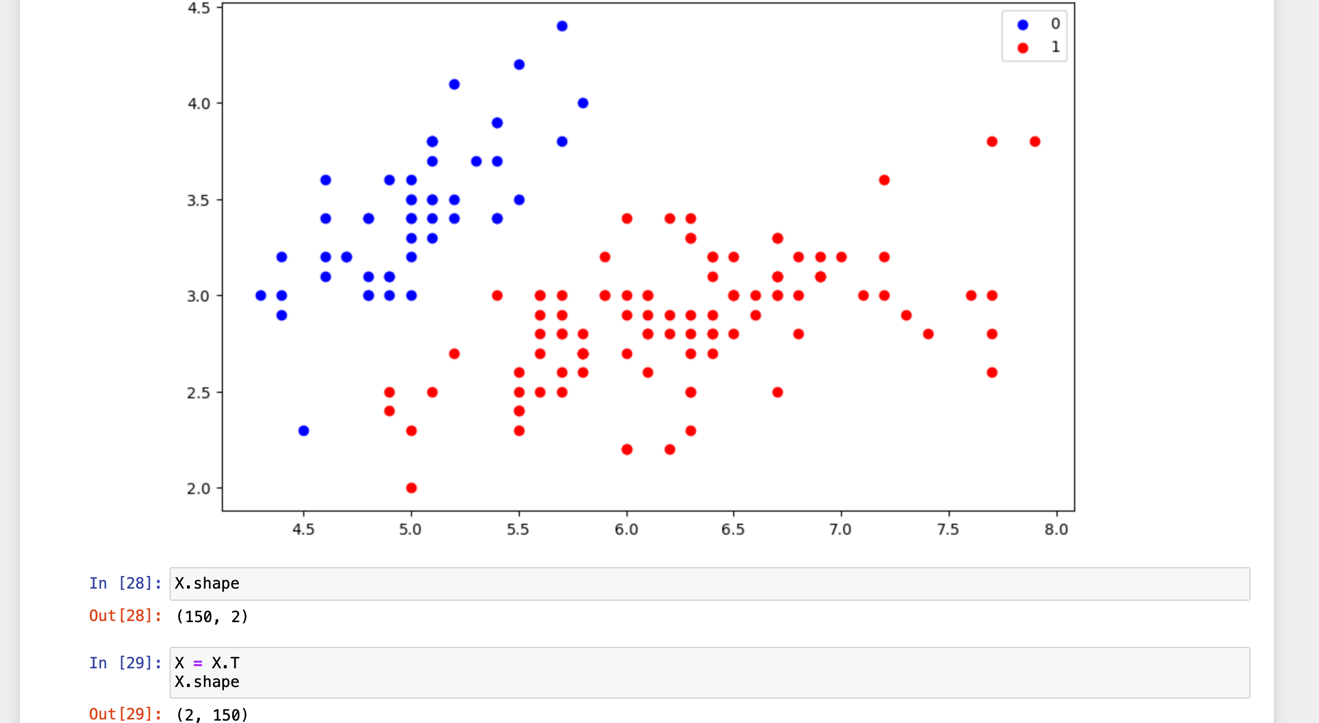 4.5
0
1
4.0
3.5
3.0
2.5
2.0
4.5 5.0 5.5 6.0 6.5 7.0 7.5 8.0
In [28]: X.shape
Out[28]: (150, 2)
In [29]: X = X.T
X.shape
Out[29]: (2, 150)